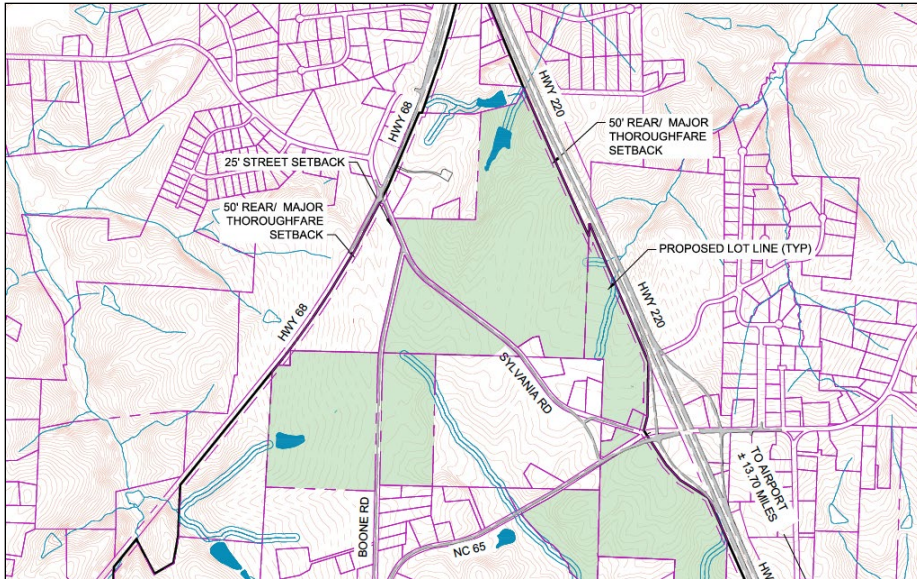 HWY 68
HWY 220
50' REAR/ MAJOR
THOROUGHFARE
SETBACK
25' STREET SETBACK
50' REAR/ MAJOR
THOROUGHFARE
SETBACK
PROPOSED LOT LINE (TYP)
HWY 68
HWY 220
SYLVANIA RD
TO AIRPORT
± 13.70 MILES
BOONE RD
NC 65
HW